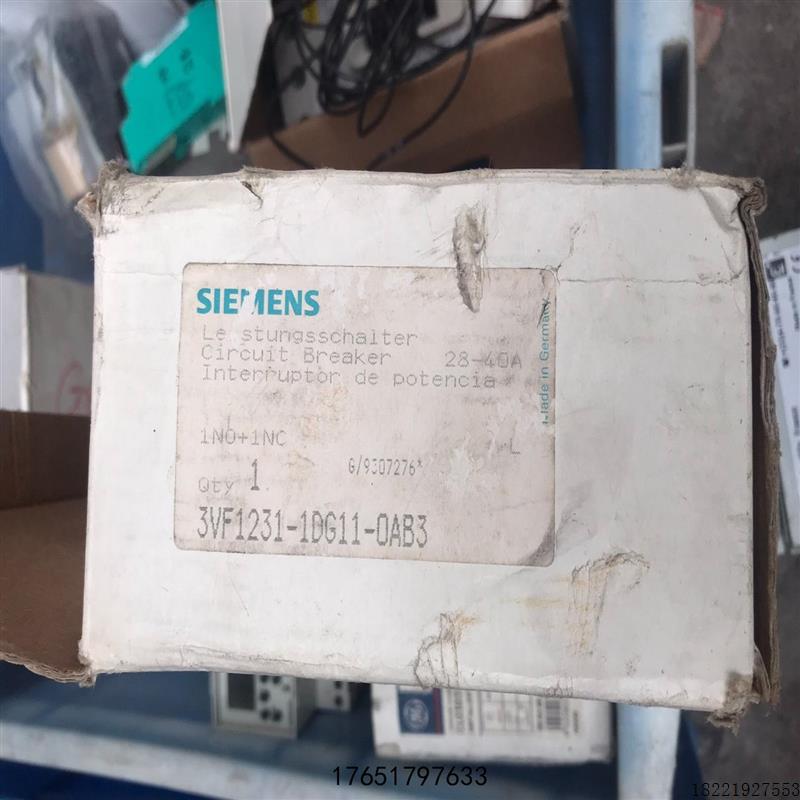 SIEMENS
Le stungsschalter
Circuit Breaker 28-40A
Interruptor de potencia
Made in Germany
1NO+1NC
L
G/9307276*
Qty 1
3VF1231-1DG11-0AB3
17651797633
18221927553